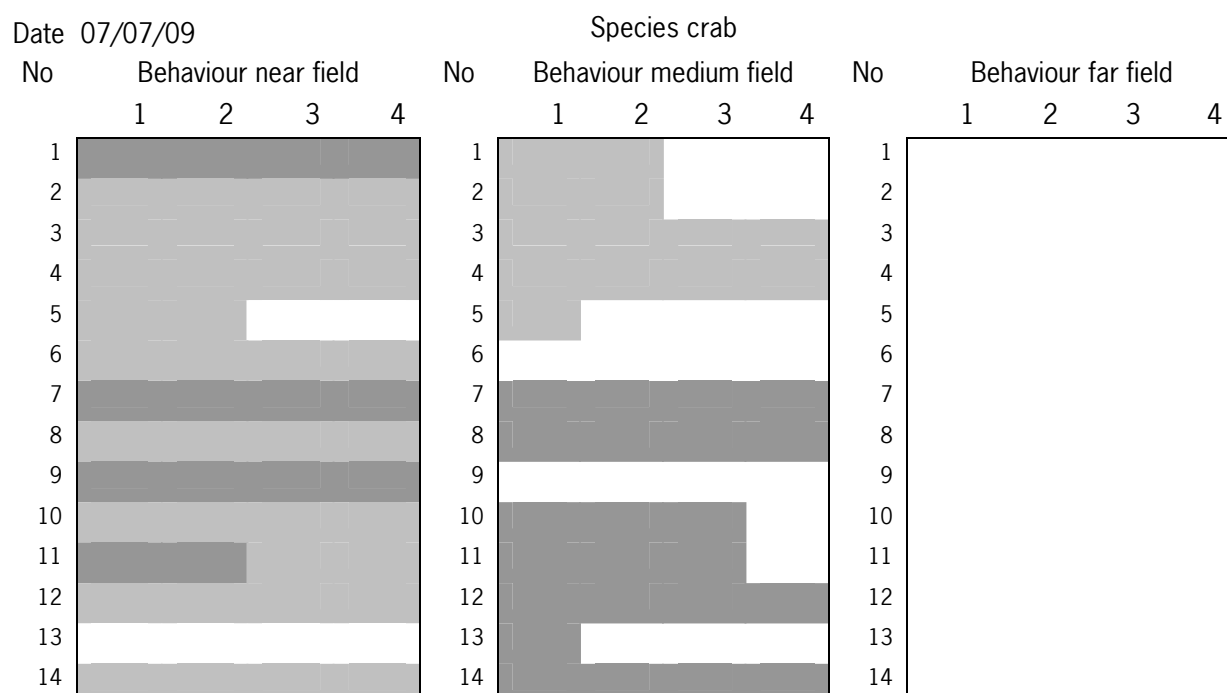 Date 07/07/09 Species crab
No Behaviour near field No Behaviour medium field No Behaviour far field
1 2 3 4 1 2 3 4 1 2 3 4
1 1 1
2 2 2
3 3 3
4 4 4
5 5 5
6 6 6
7 7 7
8 8 8
9 9 9
10 10 10
11 11 11
12 12 12
13 13 13
14 14 14